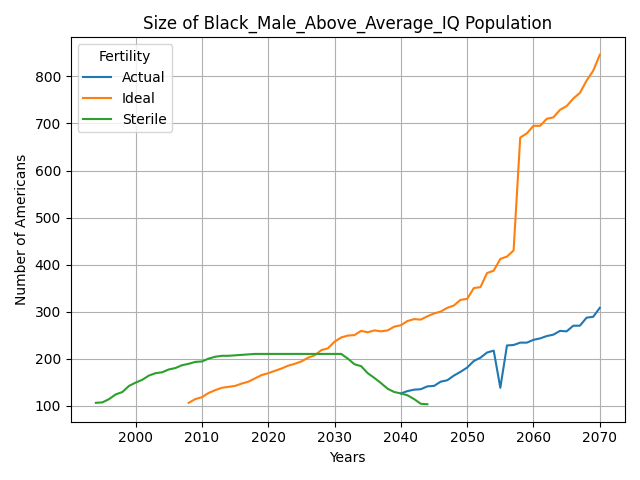 Size of Black_Male_Above_Average_IQ Population
Fertility
Actual
Ideal
Sterile
Number of Americans
800
700
600
500
400
300
200
100
2000 2010 2020 2030 2040 2050 2060 2070
Years